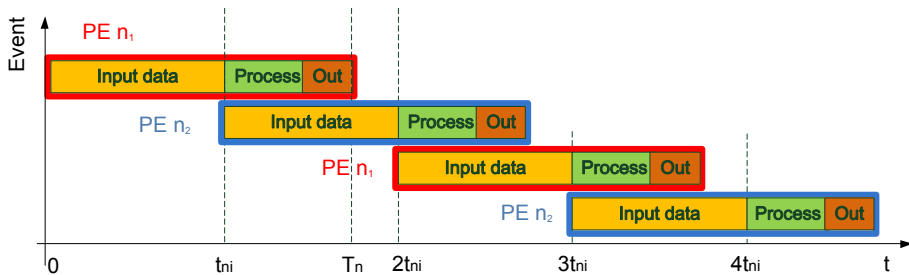 Event
PE n₁
Input data Process Out
PE n₂
Input data Process Out
PE n₁
Input data Process Out
PE n₂
Input data Process Out
0 tni Tn 2tni 3tni 4tni t